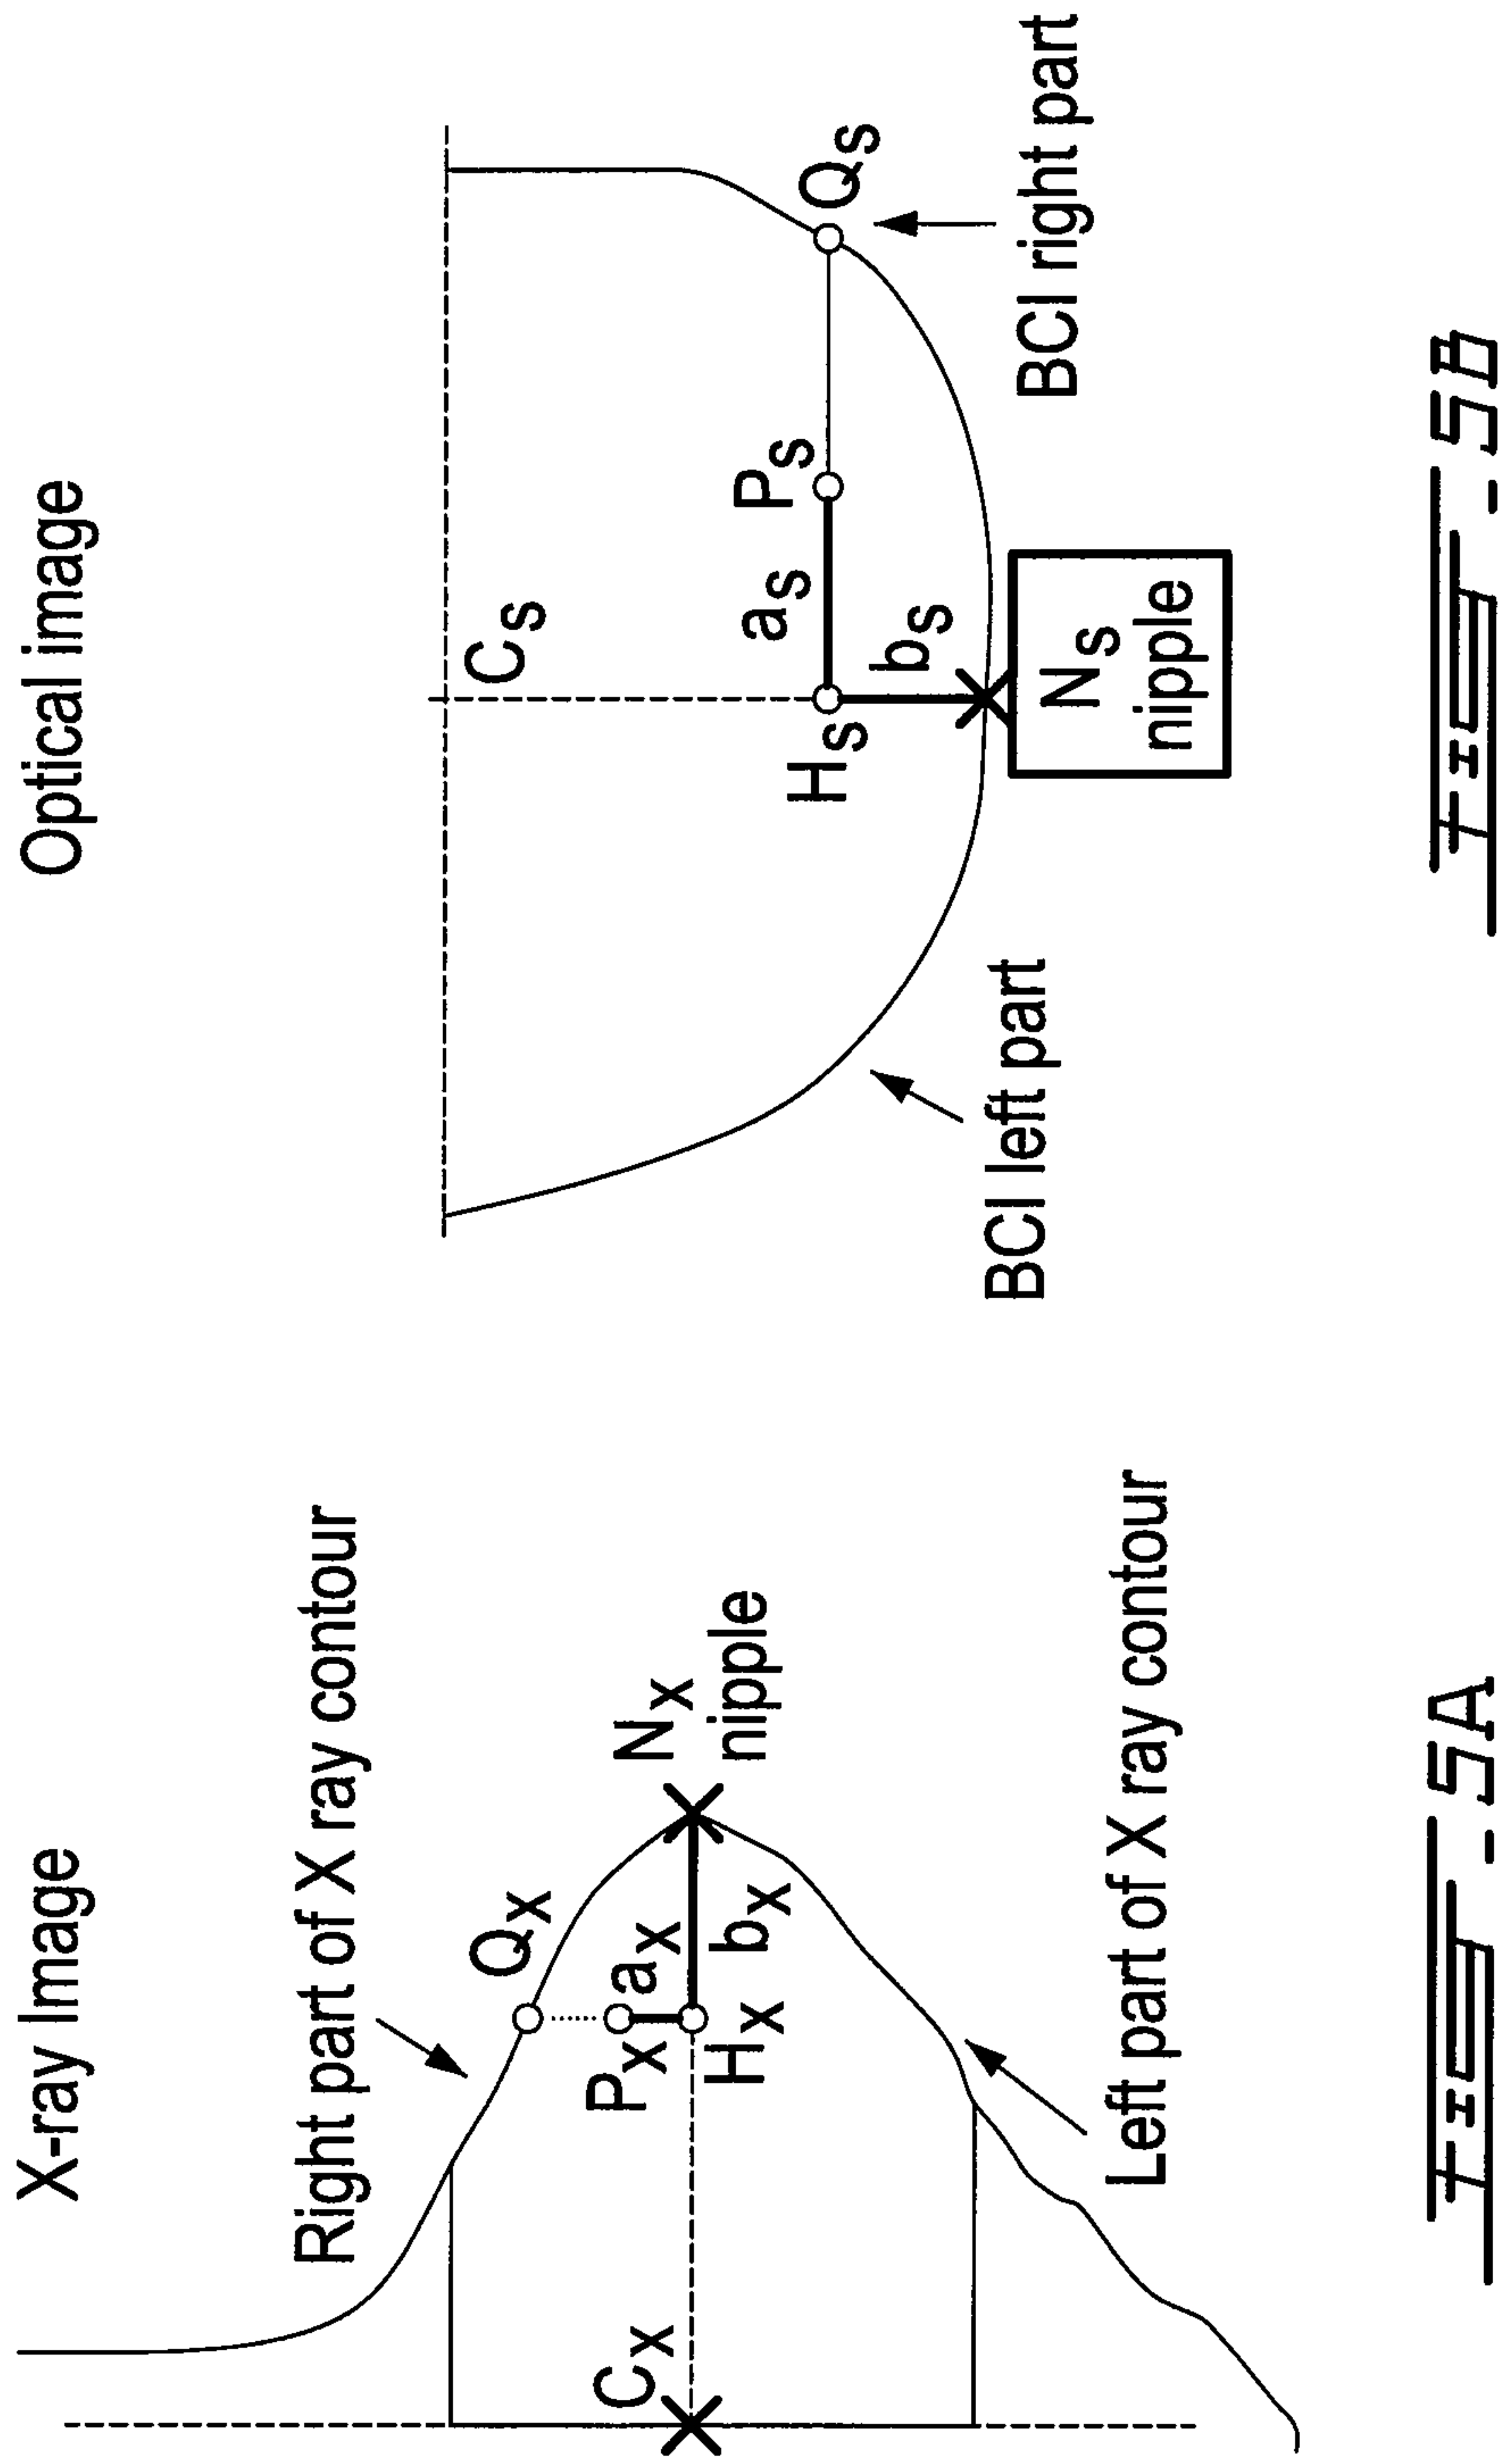 X-ray Image
Right part of X ray contour
Qx
Px
ax
Nx
nipple
Cx
Hx
bx
Left part of X ray contour
FIG - 5A
Optical image
Cs
Hs
as
Ps
Qs
bs
Ns
nipple
BCI left part
BCI right part
FIG - 5B